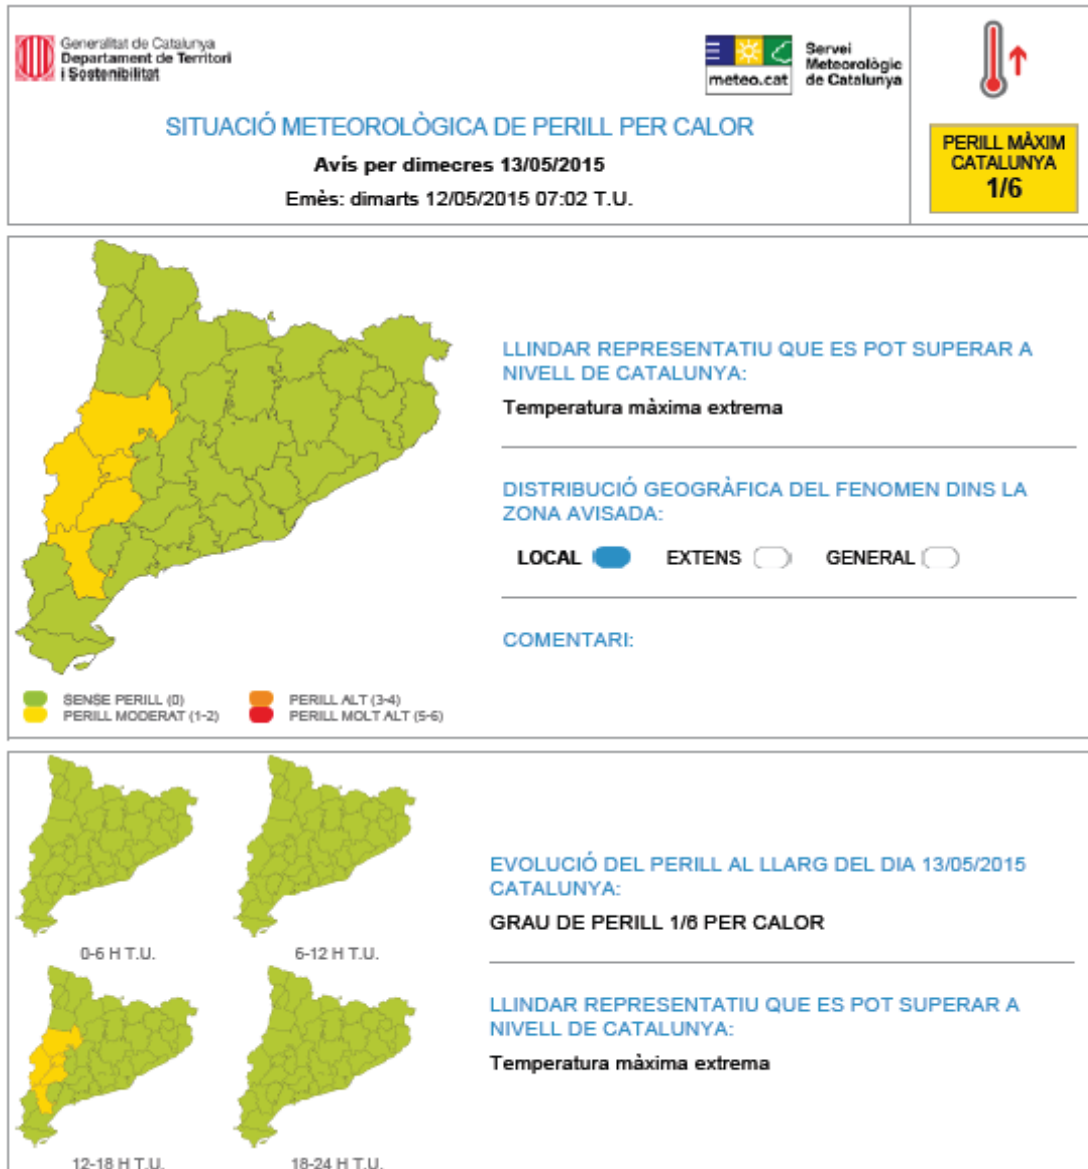 Generalitat de Catalunya
Departament de Territori
i Sostenibilitat
meteo.cat
Servei
Meteorològic
de Catalunya
SITUACIÓ METEOROLÒGICA DE PERILL PER CALOR
Avís per dimecres 13/05/2015
Emès: dimarts 12/05/2015 07:02 T.U.
PERILL MÀXIM
CATALUNYA
1/6
LLINDAR REPRESENTATIU QUE ES POT SUPERAR A
NIVELL DE CATALUNYA:
Temperatura màxima extrema
DISTRIBUCIÓ GEOGRÀFICA DEL FENOMEN DINS LA
ZONA AVISADA:
LOCAL EXTENS GENERAL
COMENTARI:
SENSE PERILL (0) PERILL ALT (3-4)
PERILL MODERAT (1-2) PERILL MOLT ALT (5-6)
0-6 H T.U. 6-12 H T.U.
12-18 H T.U. 18-24 H T.U.
EVOLUCIÓ DEL PERILL AL LLARG DEL DIA 13/05/2015
CATALUNYA:
GRAU DE PERILL 1/6 PER CALOR
LLINDAR REPRESENTATIU QUE ES POT SUPERAR A
NIVELL DE CATALUNYA:
Temperatura màxima extrema